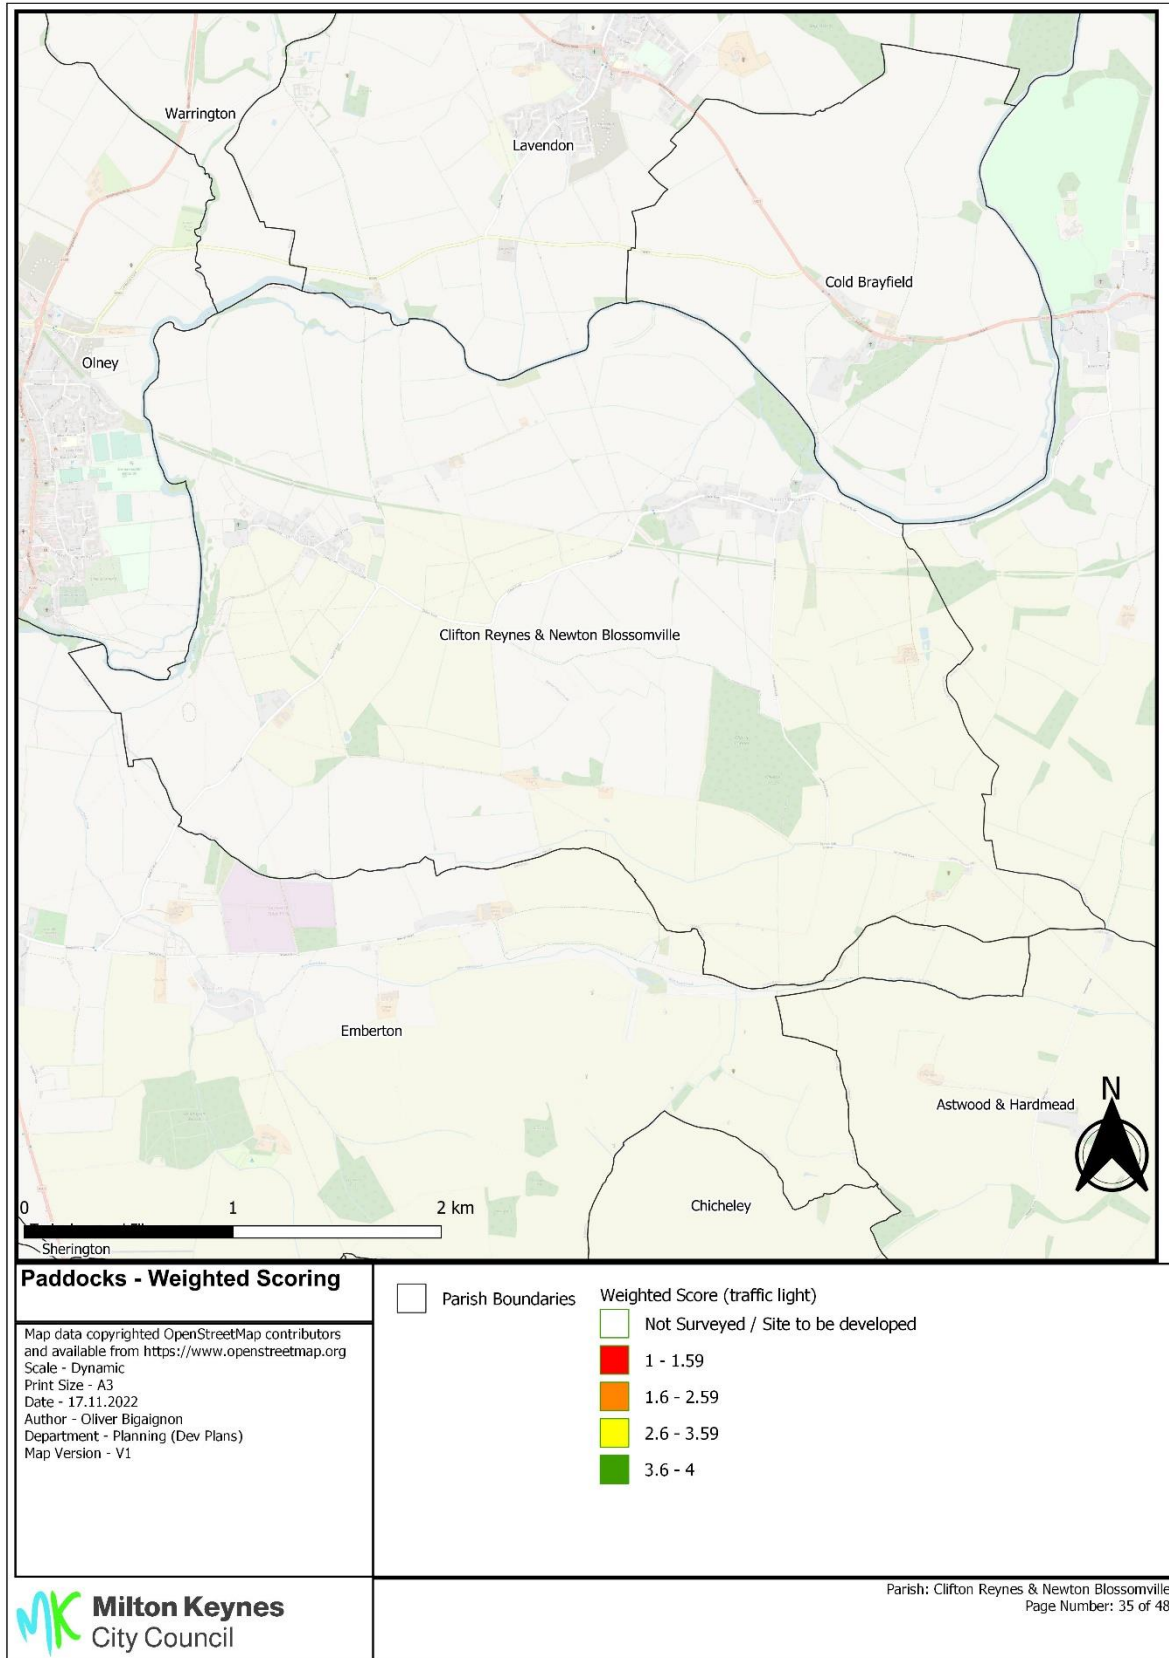 Warrington
Lavendon
Cold Brayfield
Olney
Clifton Reynes & Newton Blossomville
Emberton
Astwood & Hardmead
N
Chicheley
0 1 2 km
Sherington
Paddocks - Weighted Scoring
Map data copyrighted OpenStreetMap contributors
and available from https://www.openstreetmap.org
Scale - Dynamic
Print Size - A3
Date - 17.11.2022
Author - Oliver Bigaignon
Department - Planning (Dev Plans)
Map Version - V1
Parish Boundaries
Weighted Score (traffic light)
Not Surveyed / Site to be developed
1 - 1.59
1.6 - 2.59
2.6 - 3.59
3.6 - 4
MK Milton Keynes
City Council
Parish: Clifton Reynes & Newton Blossomville
Page Number: 35 of 48